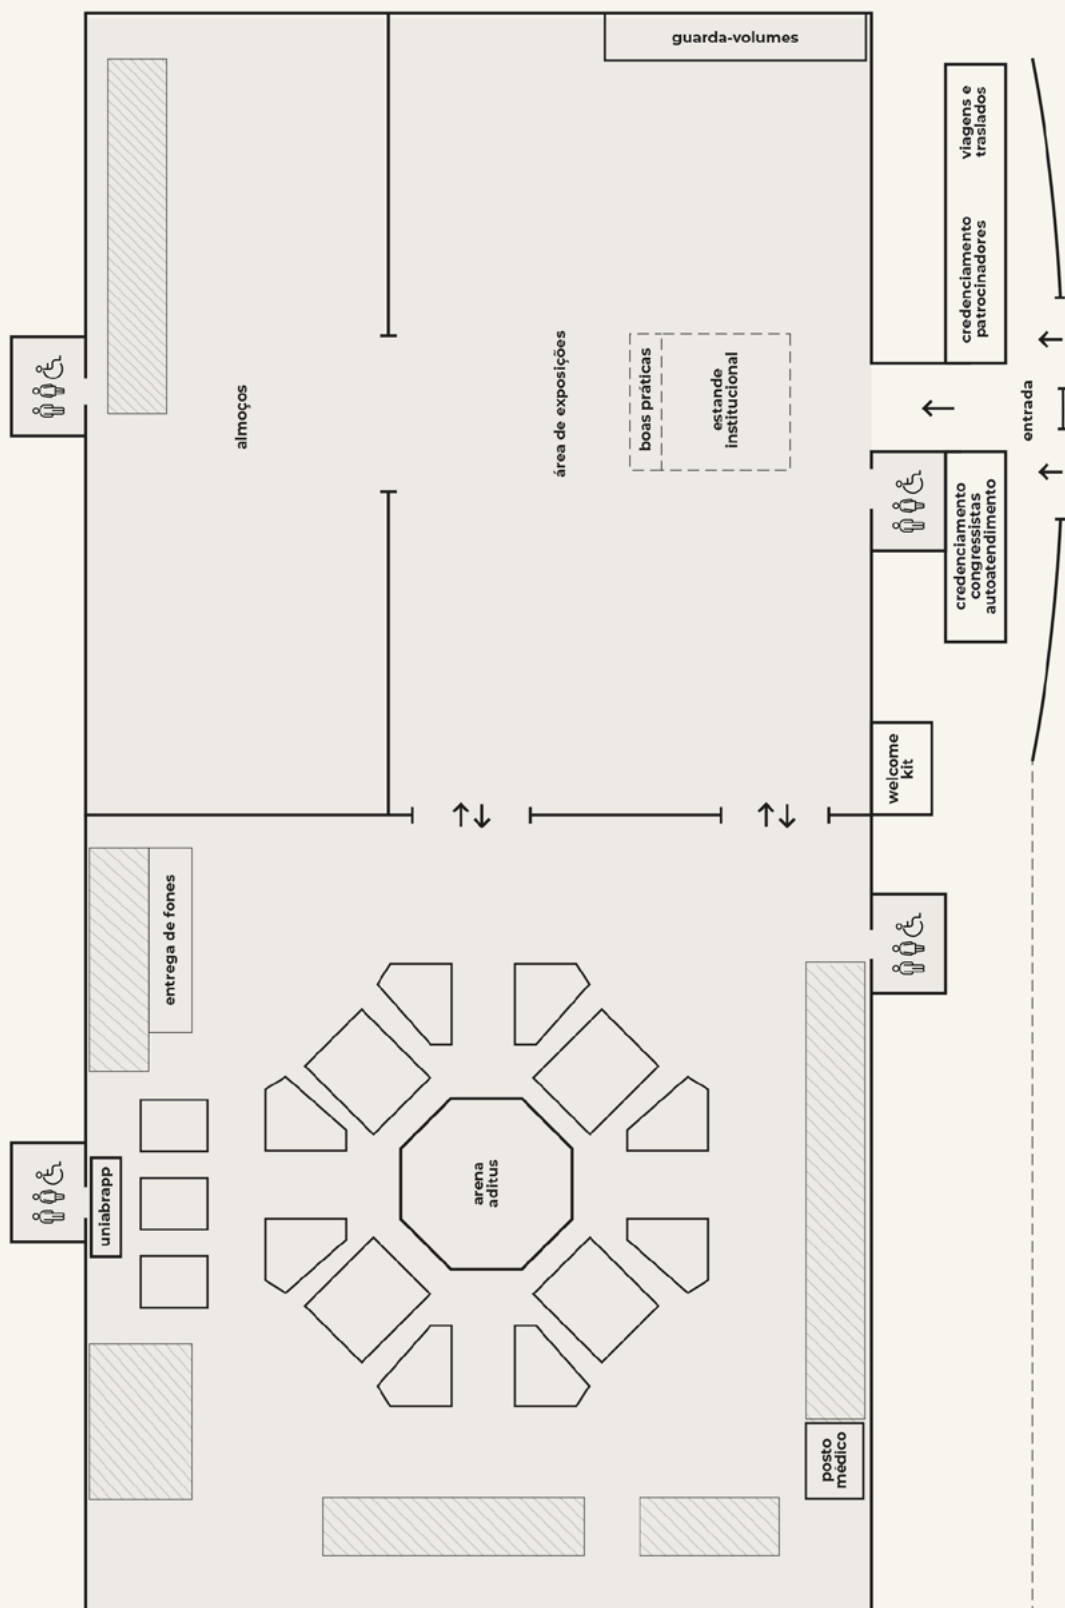 guarda-volumes
viagens e
traslados
credenciamento
patrocinadores
almoços
área de exposições
boas práticas
estande
institucional
entrada
credenciamento
congressistas
autoatendimento
welcome
kit
entrega de fones
arena
aditus
uniabrapp
posto
médico